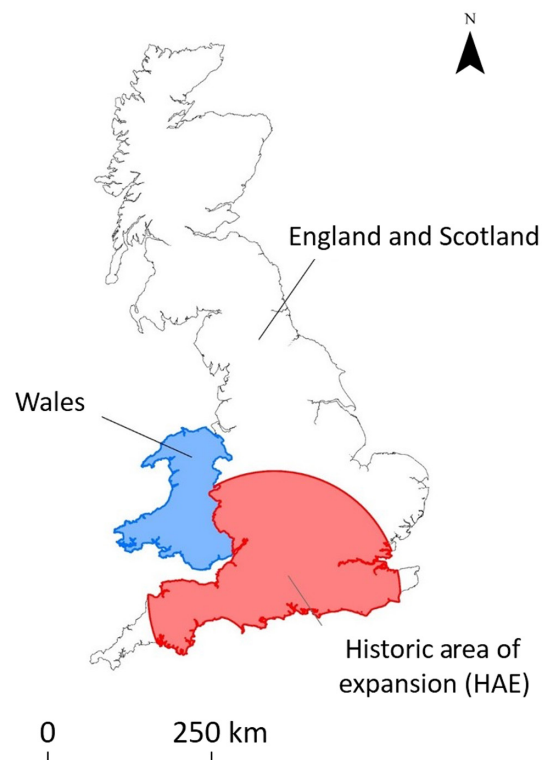 N
England and Scotland
Wales
Historic area of
expansion (HAE)
0 250 km